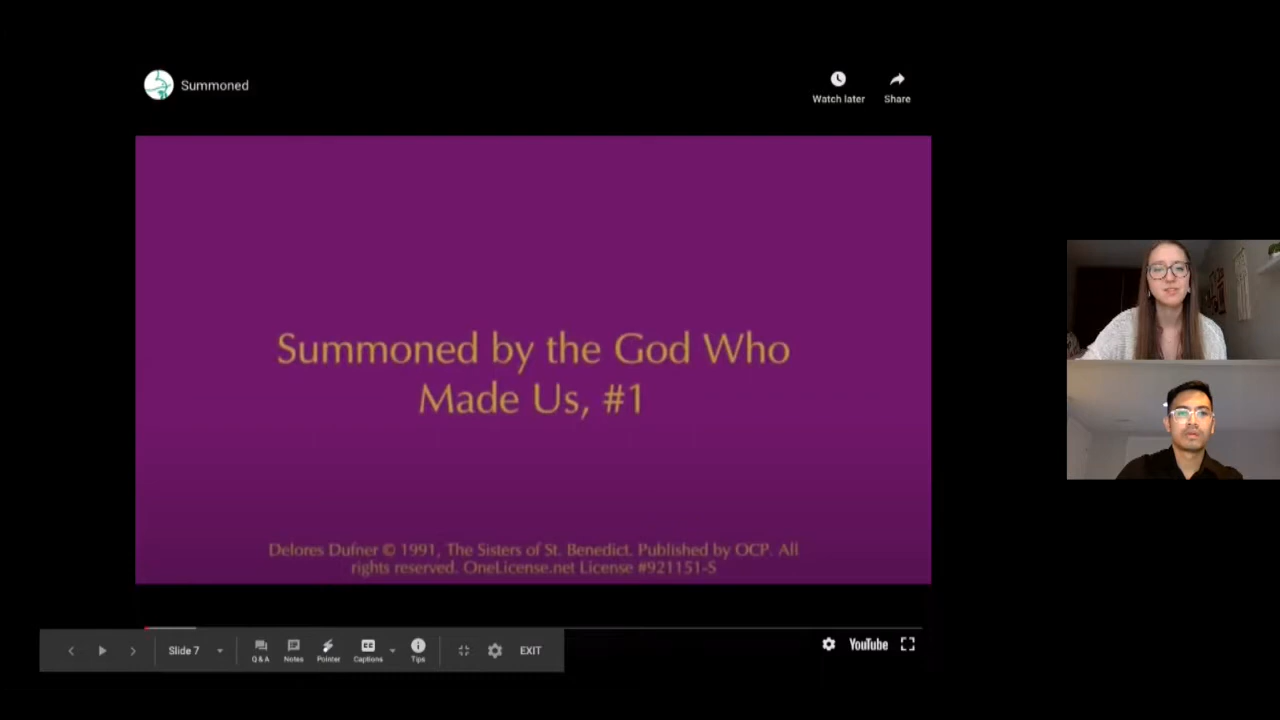 Summoned
Watch later
Share
Summoned by the God Who
Made Us, #1
Delores Dufner © 1991, The Sisters of St. Benedict. Published by OCP. All
rights reserved. OneLicense.net License #921151-S
Slide 7
Q&A
Notes
Pointer
CC
Captions
Tips
EXIT
YouTube